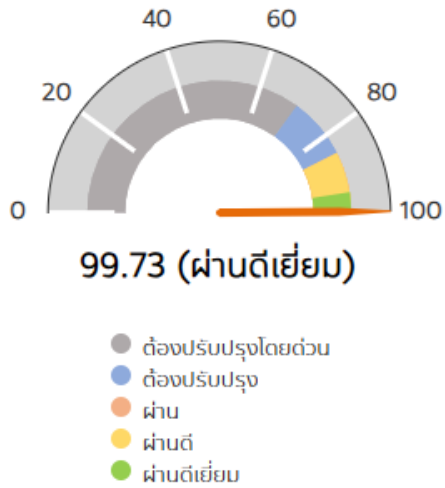 40 60
20 80
0 100
99.73 (ผ่านดีเยี่ยม)
ต้องปรับปรุงโดยด่วน
ต้องปรับปรุง
ผ่าน
ผ่านดี
ผ่านดีเยี่ยม